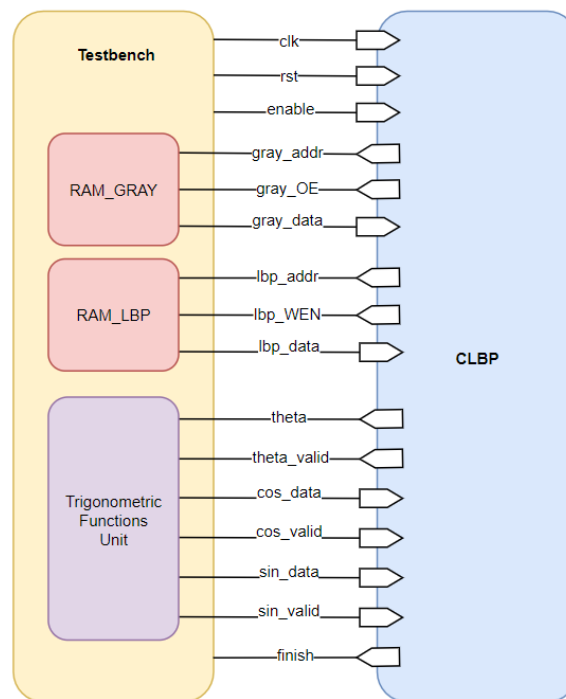 Testbench
clk
rst
enable
RAM_GRAY
gray_addr
gray_OE
gray_data
RAM_LBP
lbp_addr
lbp_WEN
lbp_data
CLBP
Trigonometric
Functions
Unit
theta
theta_valid
cos_data
cos_valid
sin_data
sin_valid
finish